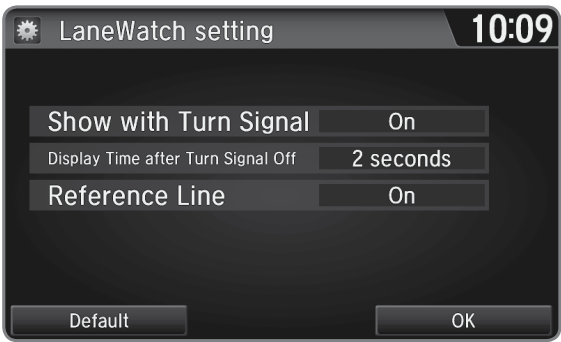 LaneWatch setting 10:09
Show with Turn Signal On
Display Time after Turn Signal Off 2 seconds
Reference Line On
Default OK